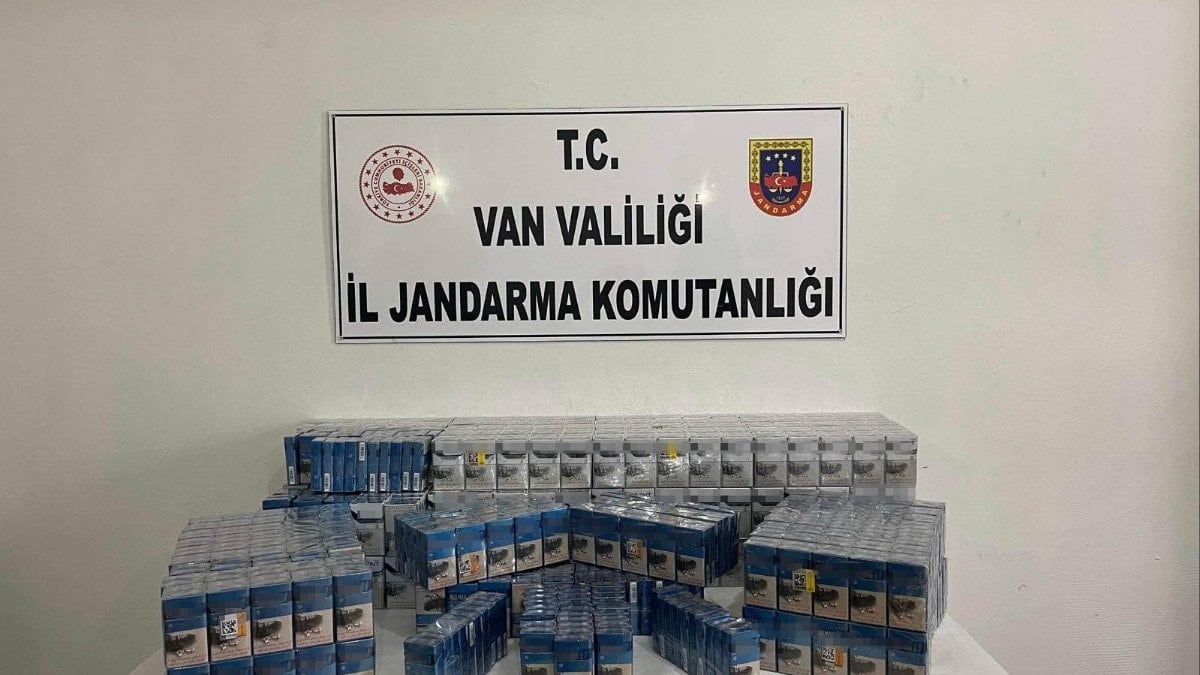 T.C.
VAN VALİLİĞİ
İL JANDARMA KOMUTANLIĞI
JANDARMA